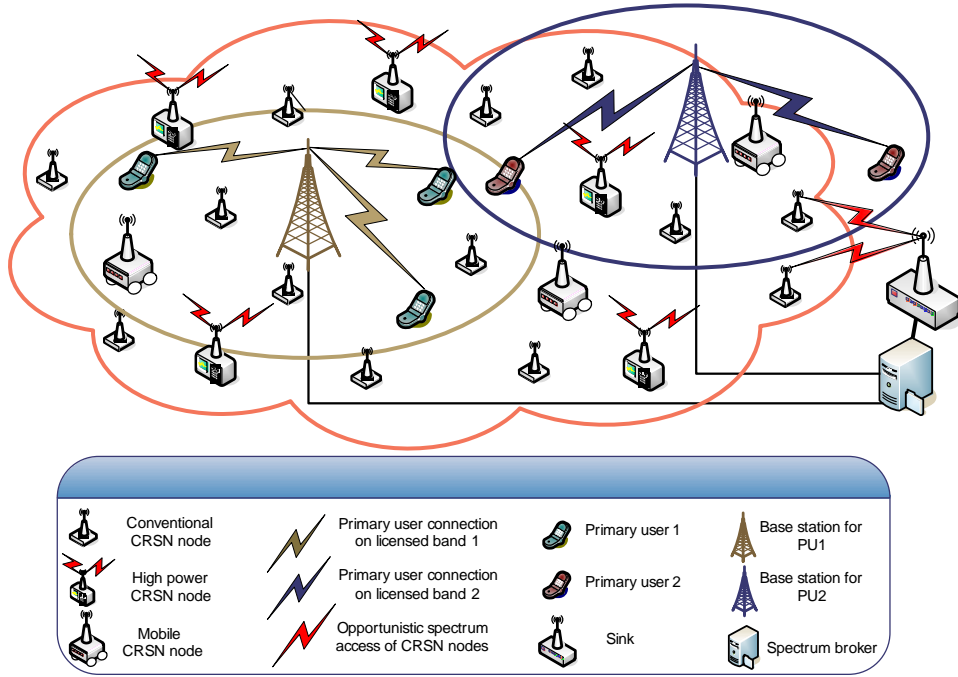 Conventional
CRSN node
Primary user connection
on licensed band 1
Primary user 1
Base station for
PU1
High power
CRSN node
Primary user connection
on licensed band 2
Primary user 2
Base station for
PU2
Mobile
CRSN node
Opportunistic spectrum
access of CRSN nodes
Sink
Spectrum broker